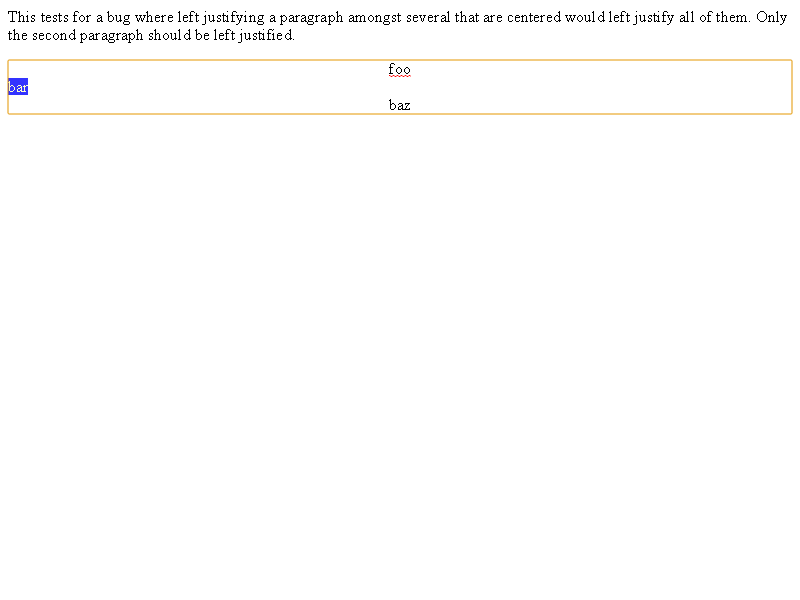 This tests for a bug where left justifying a paragraph amongst several that are centered would left justify all of them. Only
the second paragraph should be left justified.
foo
bar
baz